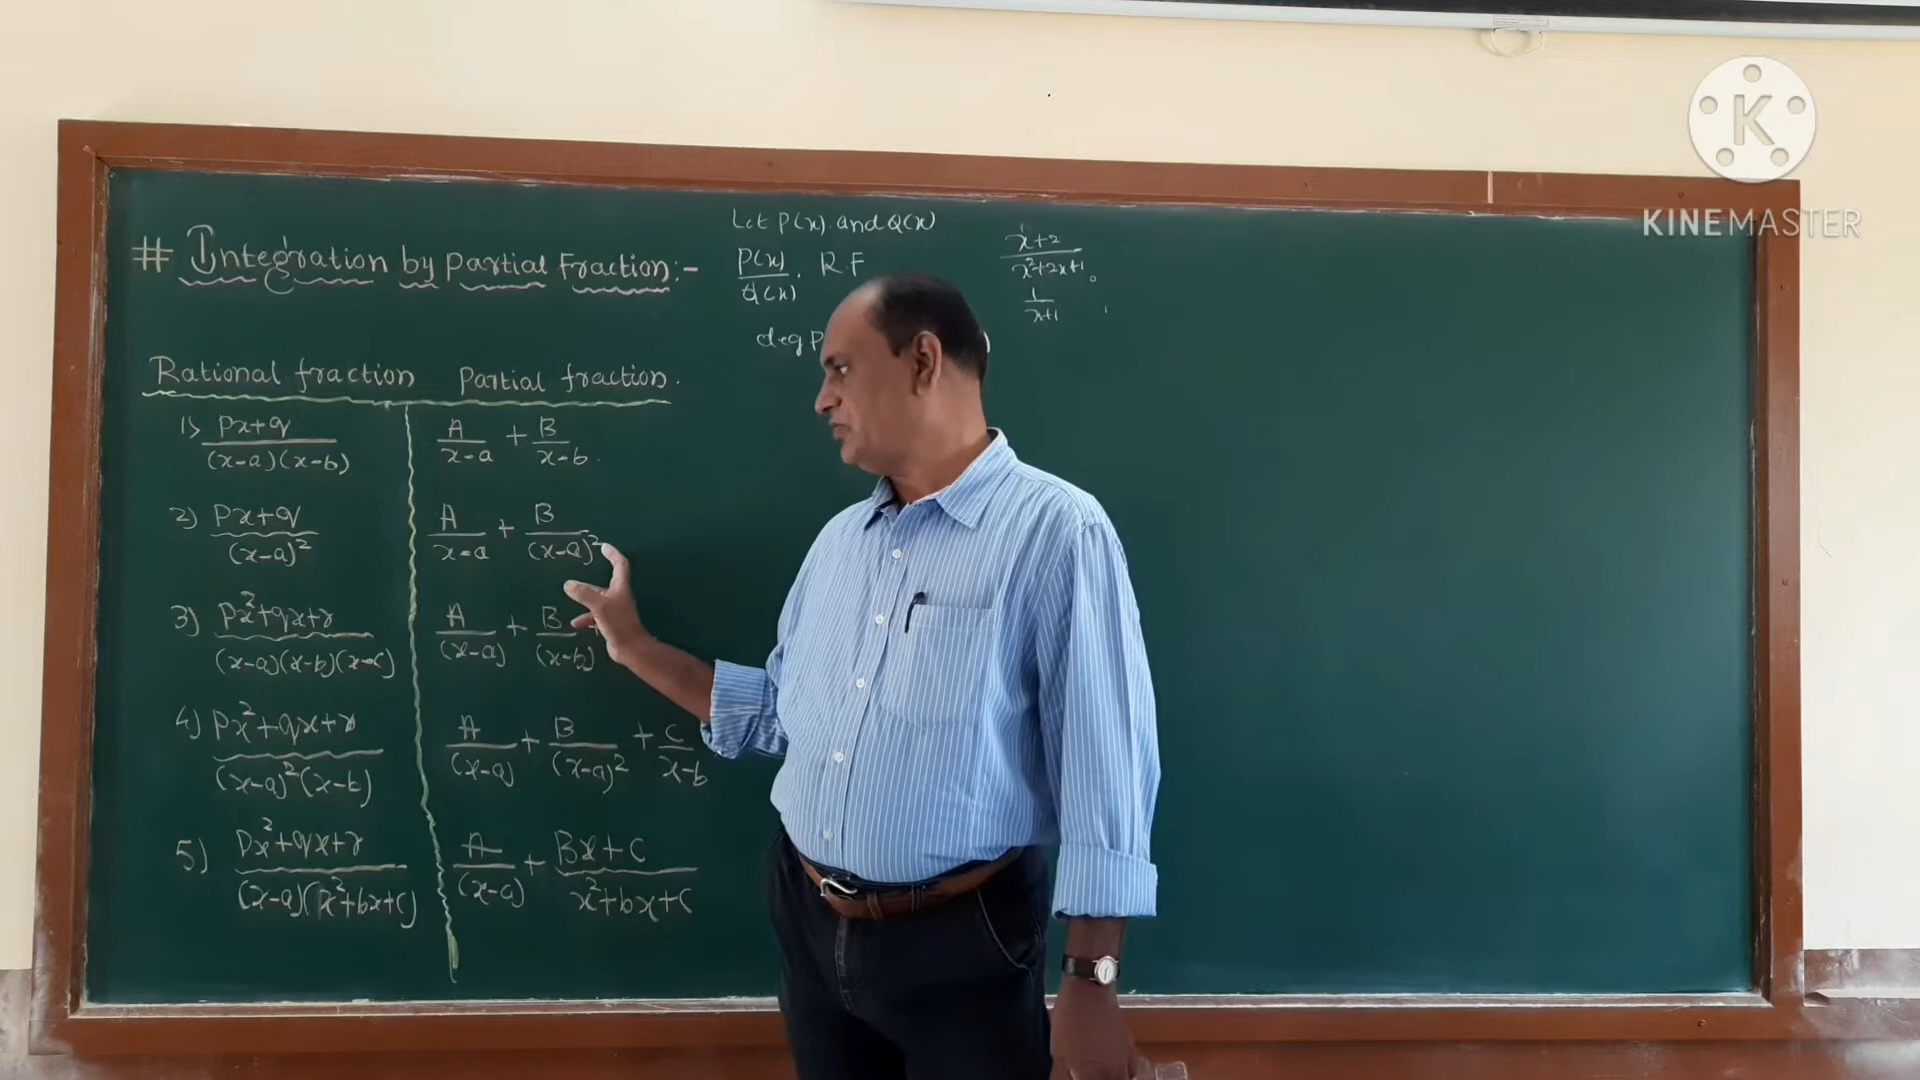 # Integration by Partial Fraction:-
Rational fraction Partial fraction.
1) Px+q / (x-a)(x-b) A/x-a + B/x-b.
2) Px+q / (x-a)² A/x-a + B/(x-a)²
3) Px²+qx+r / (x-a)(x-b)(x-c) A/(x-a) + B/(x-b) +
4) Px²+qx+r / (x-a)²(x-b) A/(x-a) + B/(x-a)² + C/x-b
5) Px²+qx+r / (x-a)(x²+bx+c) A/(x-a) + Bx+C / x²+bx+c
Let P(x). and Q(x)
P(x) / Q(x) . R.F
deg P
x+2 / x²+2x+1
1 / x+1
K
KINEMASTER